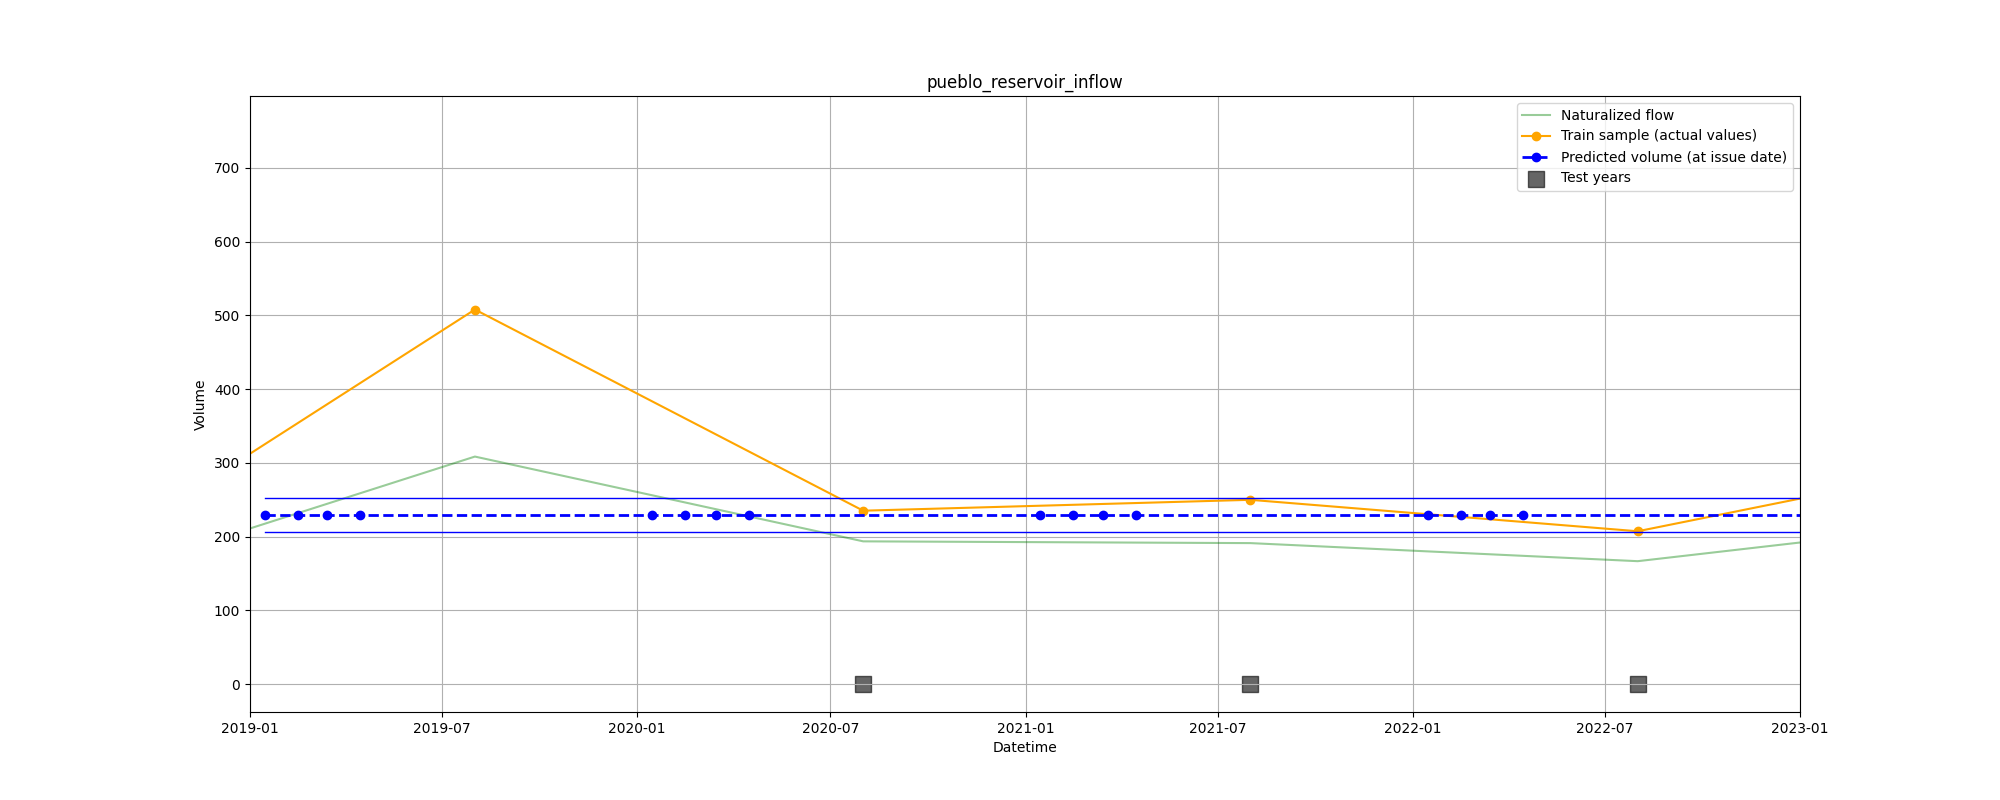 pueblo_reservoir_inflow
Naturalized flow
Train sample (actual values)
Predicted volume (at issue date)
Test years
700
600
500
400
300
200
100
0
Volume
2019-01 2019-07 2020-01 2020-07 2021-01 2021-07 2022-01 2022-07 2023-01
Datetime